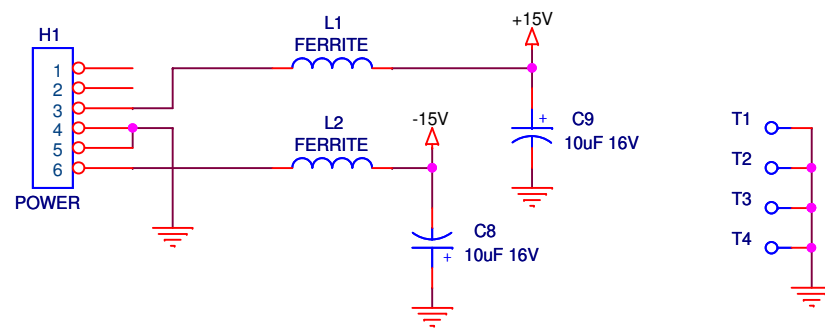 H1
POWER
1
2
3
4
5
6
L1
FERRITE
+15V
+
C9
10uF 16V
L2
FERRITE
-15V
C8
+
10uF 16V
T1
T2
T3
T4